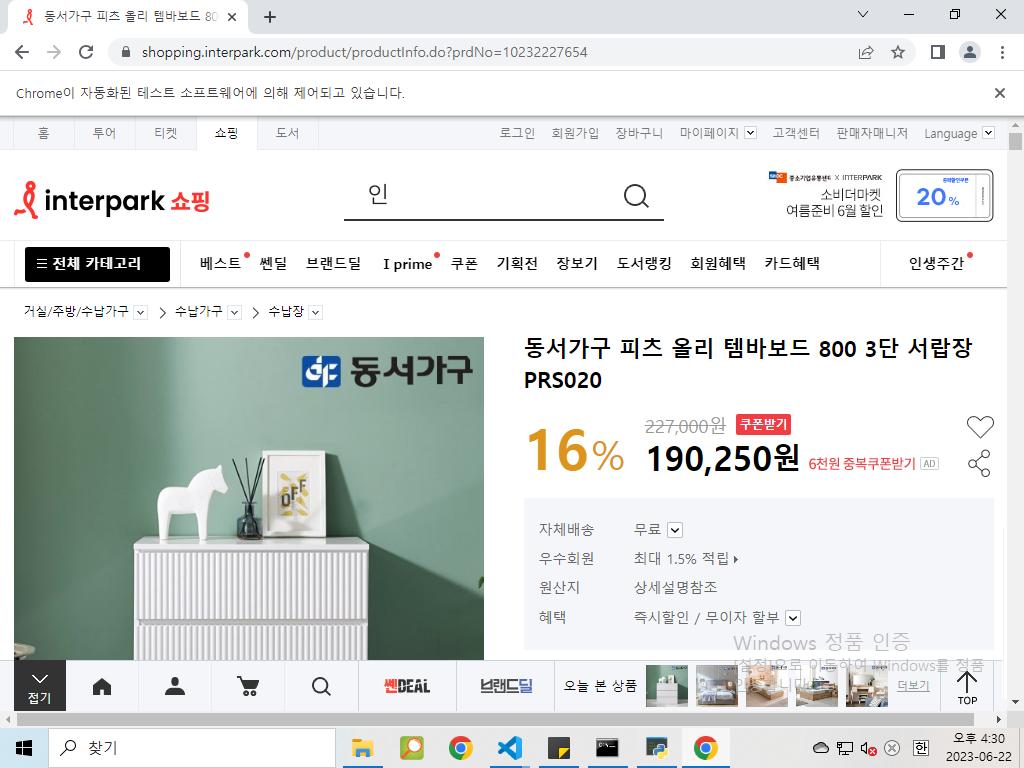 동서가구 피츠 올리 템바보드 80
shopping.interpark.com/product/productInfo.do?prdNo=10232227654
Chrome이 자동화된 테스트 소프트웨어에 의해 제어되고 있습니다.
홈 투어 티켓 쇼핑 도서 로그인 회원가입 장바구니 마이페이지 고객센터 판매자매니저 Language
interpark 쇼핑
인
중소기업유통센터 X INTERPARK
소비더마켓
여름준비 6월 할인
20%
전체 카테고리 베스트 쎈딜 브랜드딜 I prime 쿠폰 기획전 장보기 도서랭킹 회원혜택 카드혜택 인생주간
거실/주방/수납가구 수납가구 수납장
동서가구
OFF
동서가구 피츠 올리 템바보드 800 3단 서랍장
PRS020
16%
227,000원 쿠폰받기
190,250원 6천원 중복쿠폰받기 AD
자체배송 무료
우수회원 최대 1.5% 적립
원산지 상세설명참조
혜택 즉시할인 / 무이자 할부
Windows 정품 인증
[설정]으로 이동하여 Windows를 정품
접기
쎈DEAL
브랜드딜
오늘 본 상품
더보기
TOP
찾기
한
오후 4:30
2023-06-22